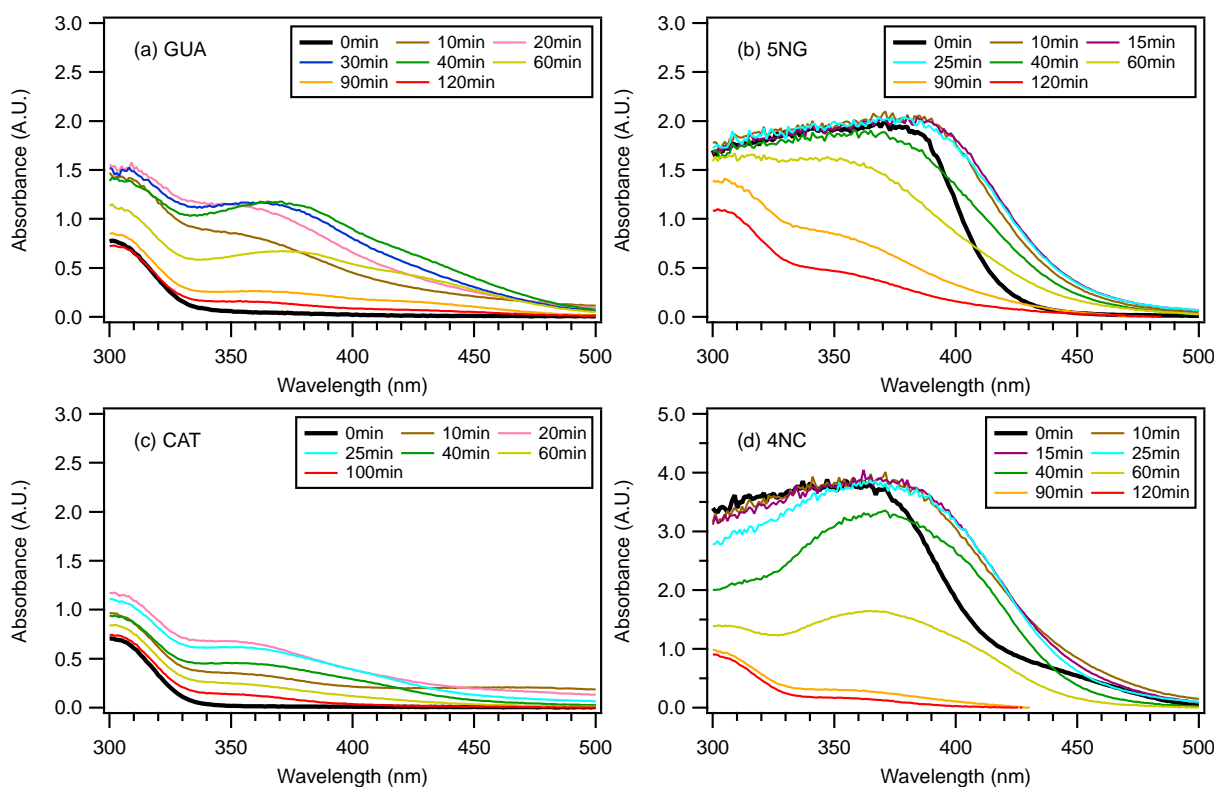 (a) GUA
0min 10min 20min
30min 40min 60min
90min 120min
3.0
2.5
2.0
1.5
1.0
0.5
0.0
Absorbance (A.U.)
300 350 400 450 500
Wavelength (nm)
(b) 5NG
0min 10min 15min
25min 40min 60min
90min 120min
3.0
2.5
2.0
1.5
1.0
0.5
0.0
Absorbance (A.U.)
300 350 400 450 500
Wavelength (nm)
(c) CAT
0min 10min 20min
25min 40min 60min
100min
3.0
2.5
2.0
1.5
1.0
0.5
0.0
Absorbance (A.U.)
300 350 400 450 500
Wavelength (nm)
(d) 4NC
0min 10min
15min 25min
40min 60min
90min 120min
5.0
4.0
3.0
2.0
1.0
0.0
Absorbance (A.U.)
300 350 400 450 500
Wavelength (nm)